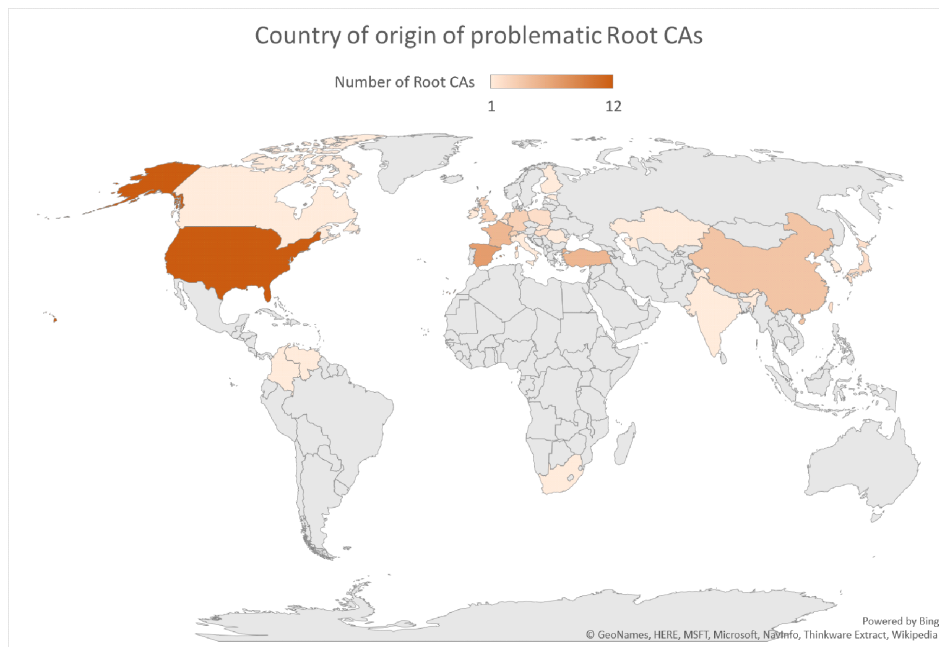 Country of origin of problematic Root CAs
Number of Root CAs
1
12
Powered by Bing
© GeoNames, HERE, MSFT, Microsoft, NavInfo, Thinkware Extract, Wikipedia